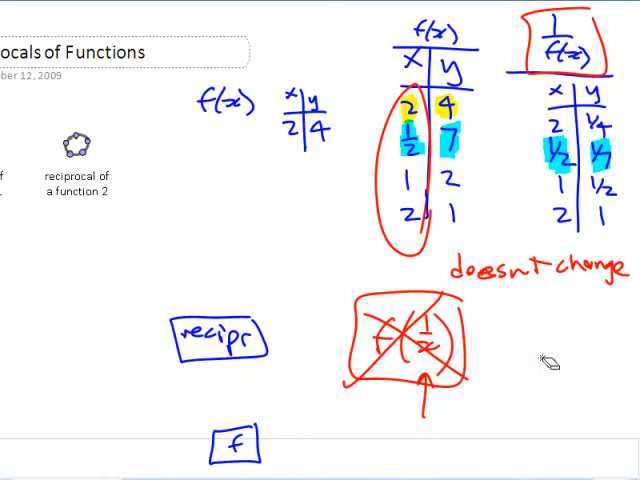 ocals of Functions
ber 12, 2009
f
reciprocal of
a function 2
f(x)
x y
2 4
f(x)
x y
2 4
1/2 7
1 2
2 1
1/f(x)
x y
2 1/4
1/2 1/7
1 1/2
2 1
doesn't change
recipr
f(1/x)
f